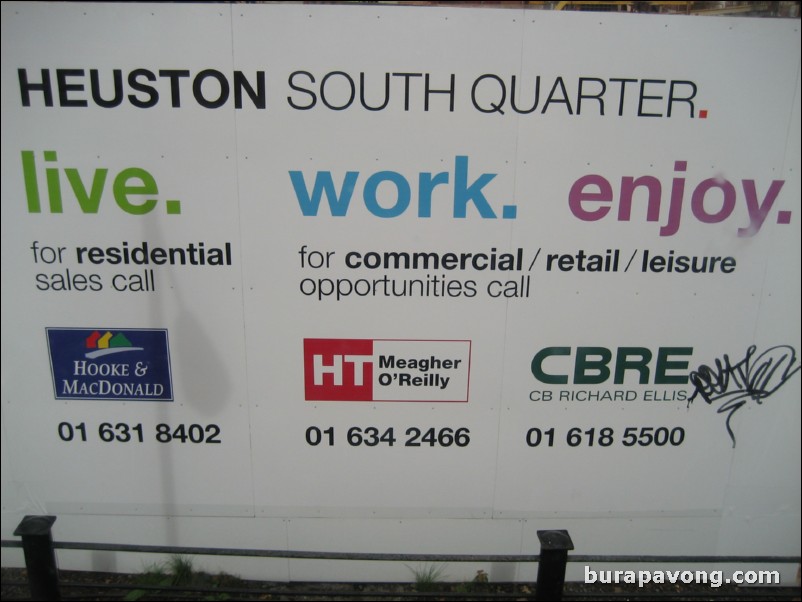 HEUSTON SOUTH QUARTER.
live. work. enjoy.
for residential
sales call
for commercial / retail / leisure
opportunities call
HOOKE &
MACDONALD
01 631 8402
HT Meagher
O'Reilly
01 634 2466
CBRE
CB RICHARD ELLIS
01 618 5500
burapavong.com